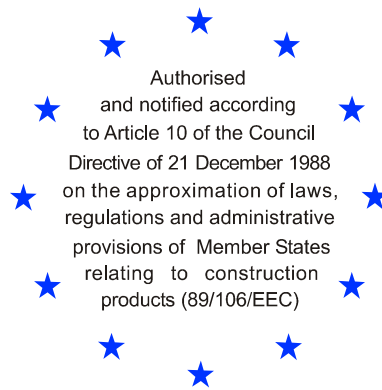 Authorised
and notified according
to Article 10 of the Council
Directive of 21 December 1988
on the approximation of laws,
regulations and administrative
provisions of Member States
relating to construction
products (89/106/EEC)